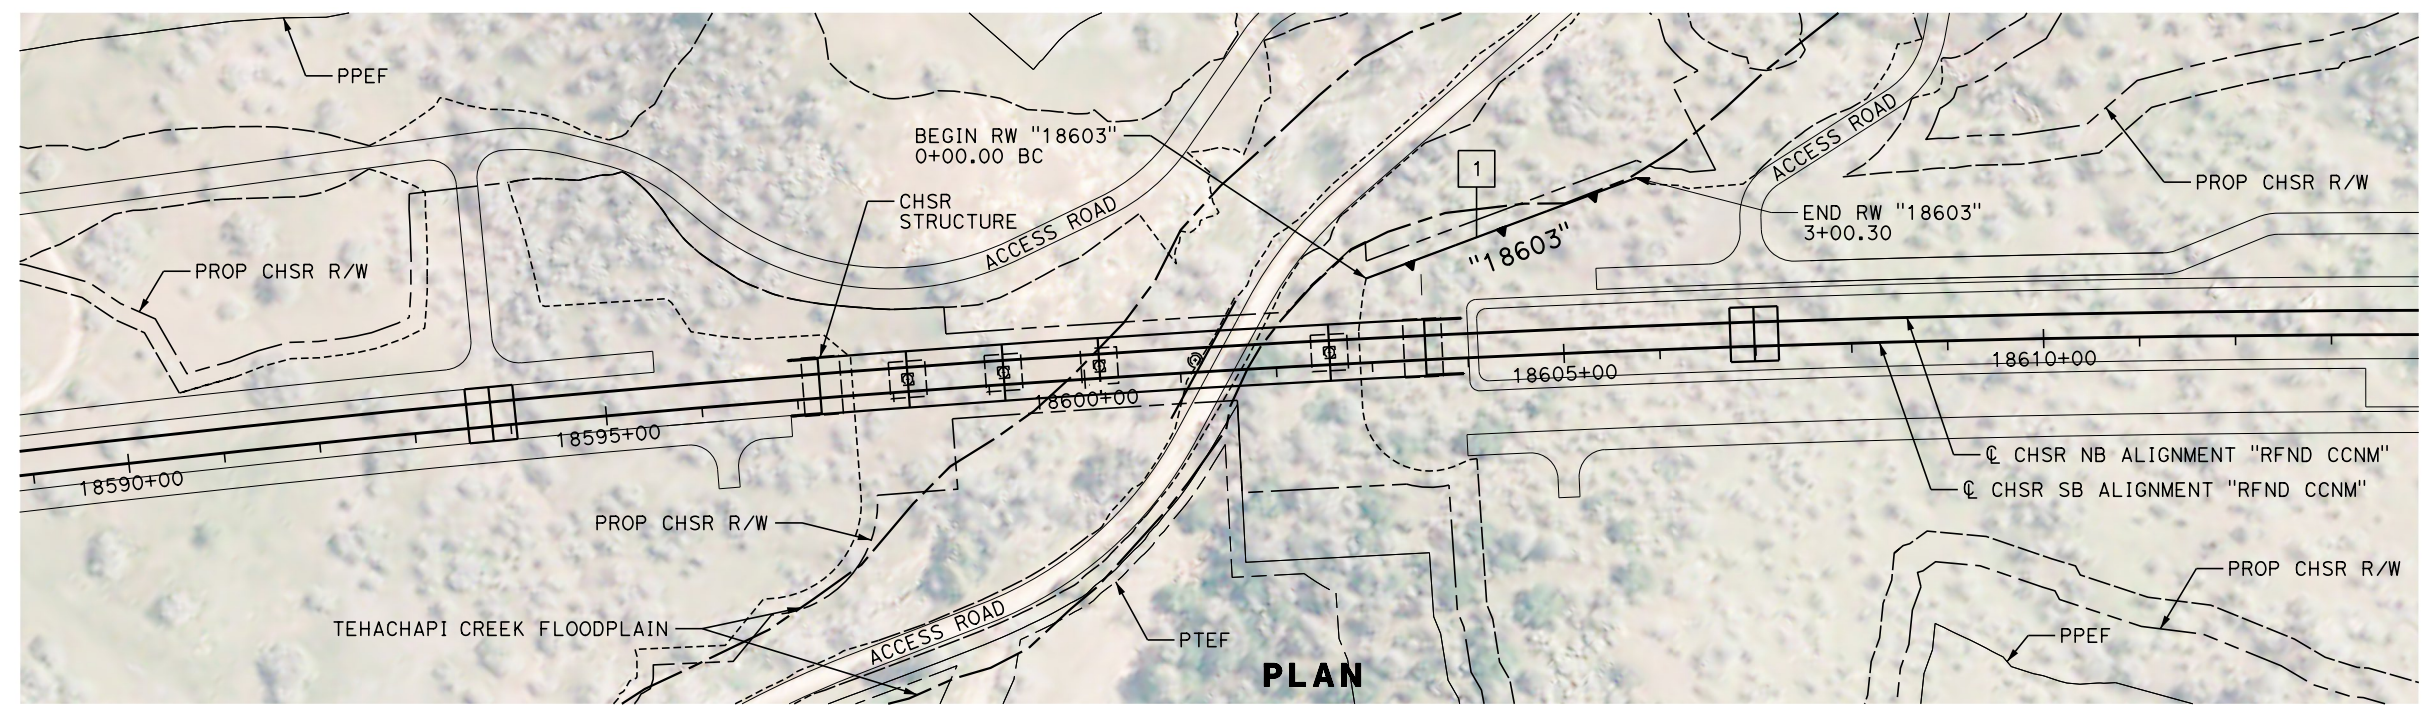 PPEF
BEGIN RW "18603"
0+00.00 BC
1
ACCESS ROAD
PROP CHSR R/W
CHSR
STRUCTURE
ACCESS ROAD
END RW "18603"
3+00.30
"18603"
PROP CHSR R/W
18605+00
18610+00
18600+00
18595+00
18590+00
℄ CHSR NB ALIGNMENT "RFND CCNM"
℄ CHSR SB ALIGNMENT "RFND CCNM"
PROP CHSR R/W
PROP CHSR R/W
TEHACHAPI CREEK FLOODPLAIN
ACCESS ROAD
PTEF
PPEF
PLAN